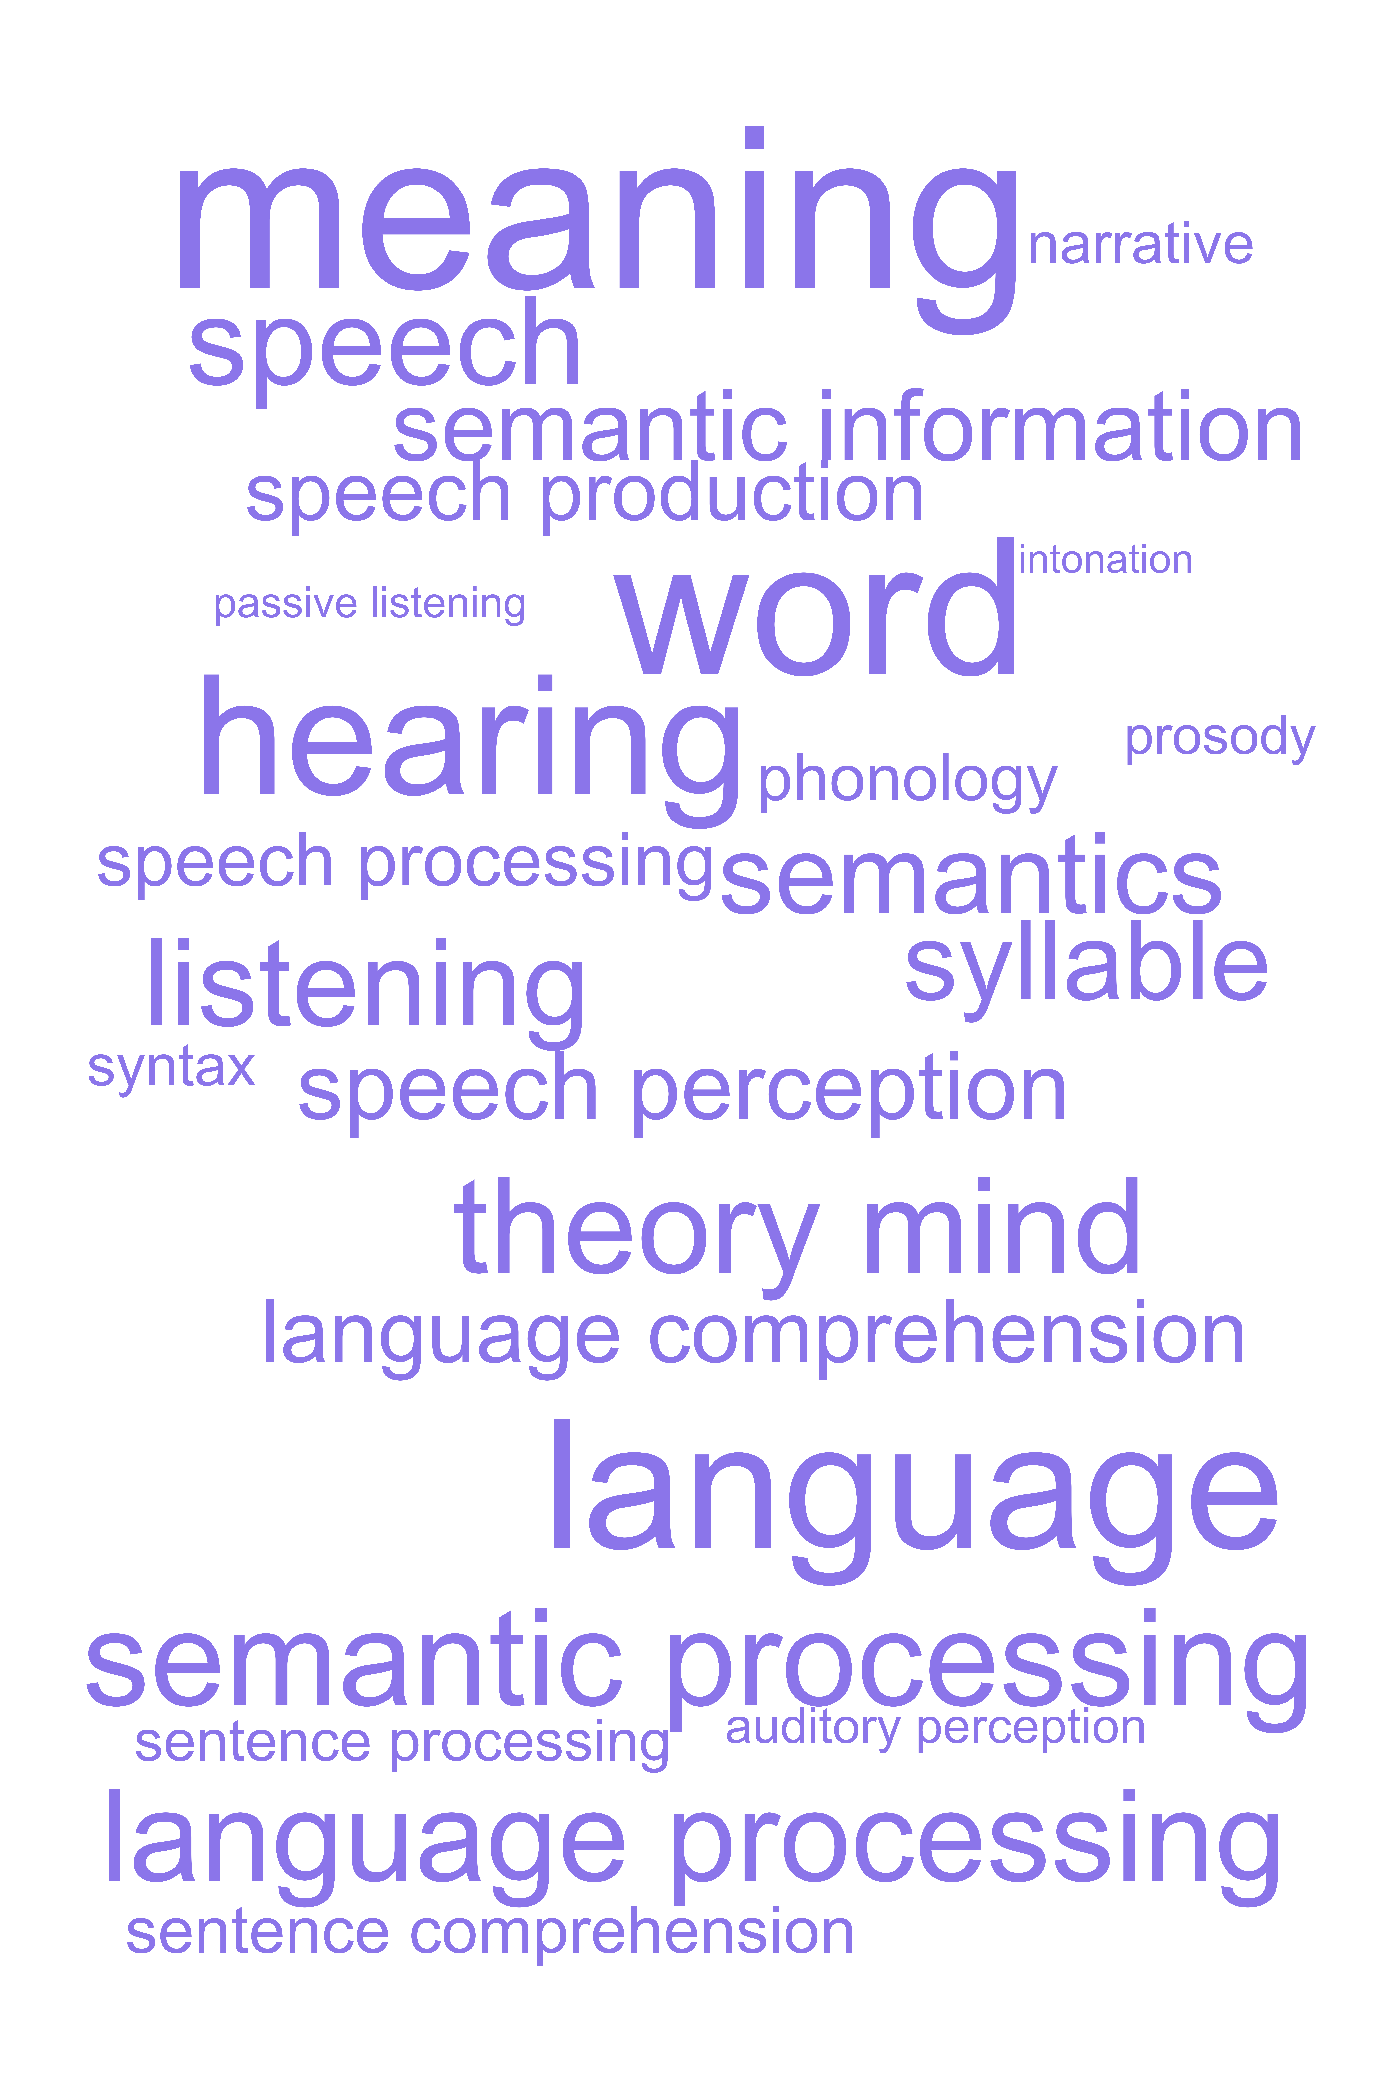 meaning
narrative
speech
semantic information
speech production
intonation
passive listening
word
hearing
prosody
phonology
speech processing
semantics
syllable
listening
syntax
speech perception
theory mind
language comprehension
language
semantic processing
auditory perception
sentence processing
language processing
sentence comprehension